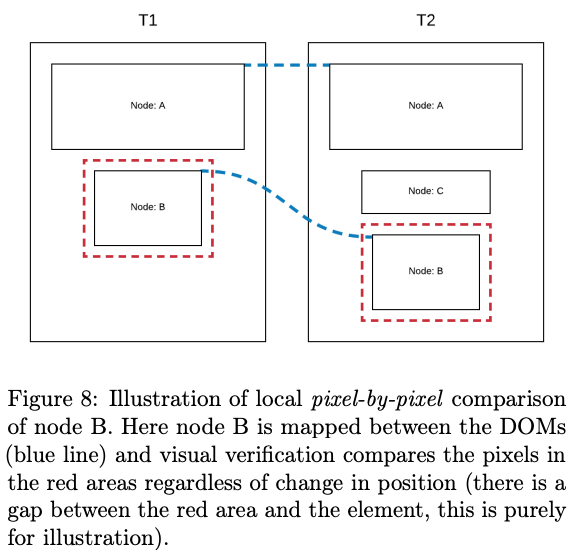 T1
T2
Node: A
Node: A
Node: B
Node: C
Node: B
Figure 8: Illustration of local pixel-by-pixel comparison
of node B. Here node B is mapped between the DOMs
(blue line) and visual verification compares the pixels in
the red areas regardless of change in position (there is a
gap between the red area and the element, this is purely
for illustration).